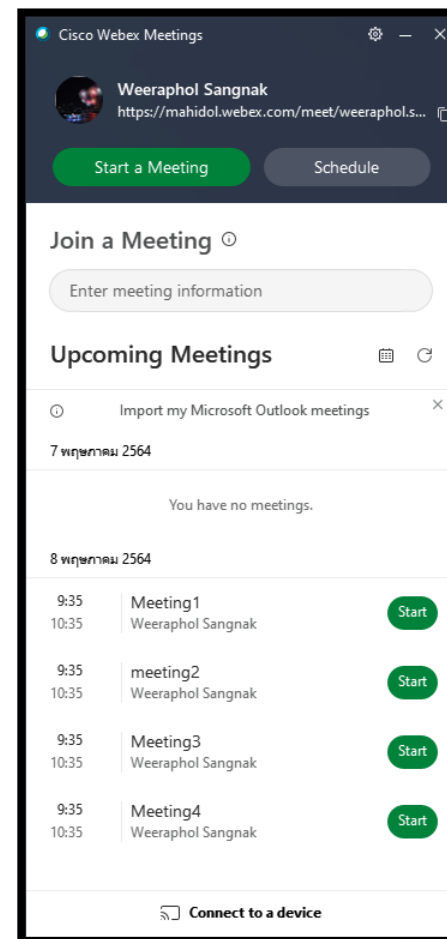 Cisco Webex Meetings
Weeraphol Sangnak
https://mahidol.webex.com/meet/weeraphol.s...
Start a Meeting
Schedule
Join a Meeting
Enter meeting information
Upcoming Meetings
Import my Microsoft Outlook meetings
7 พฤษภาคม 2564
You have no meetings.
8 พฤษภาคม 2564
9:35 Meeting1 Start
10:35 Weeraphol Sangnak
9:35 meeting2 Start
10:35 Weeraphol Sangnak
9:35 Meeting3 Start
10:35 Weeraphol Sangnak
9:35 Meeting4 Start
10:35 Weeraphol Sangnak
Connect to a device